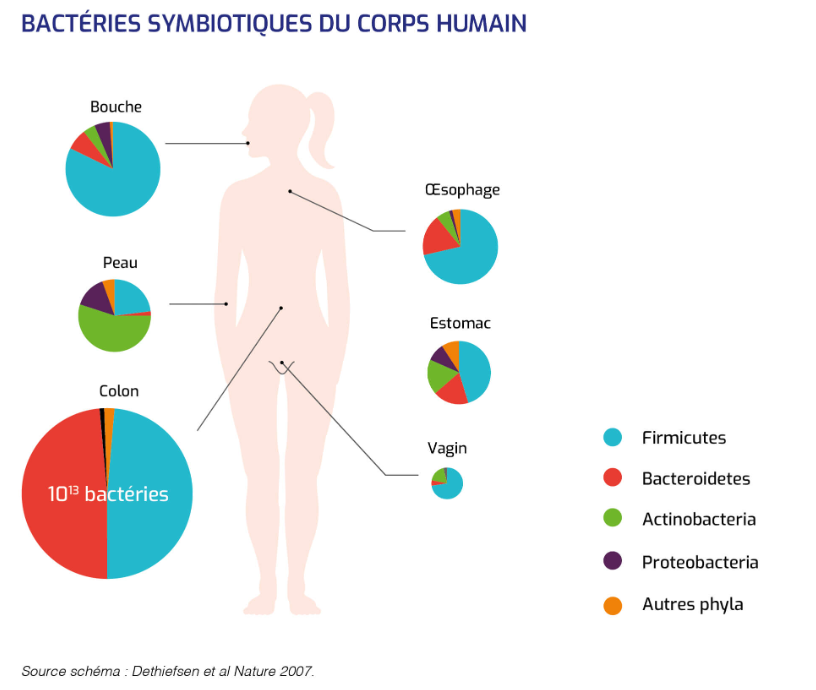 BACTÉRIES SYMBIOTIQUES DU CORPS HUMAIN
Bouche
Œsophage
Peau
Estomac
Colon
10¹³ bactéries
Vagin
Firmicutes
Bacteroidetes
Actinobacteria
Proteobacteria
Autres phyla
Source schéma : Dethiefsen et al Nature 2007.